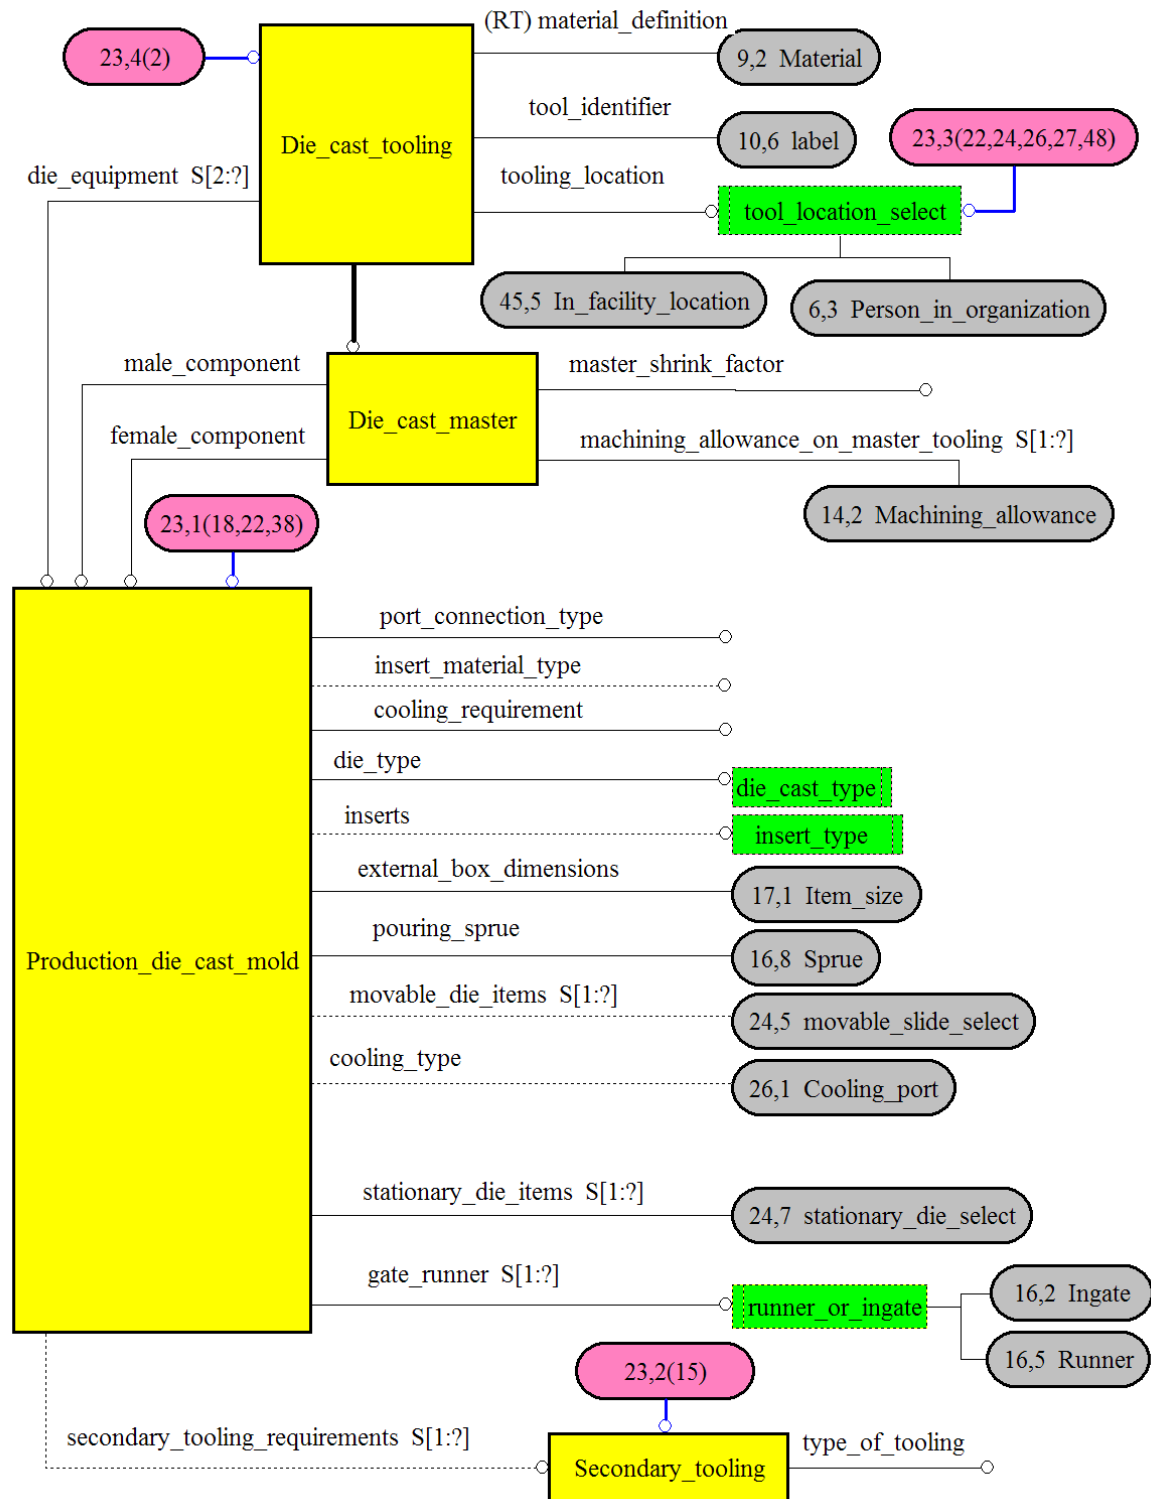 (RT) material_definition
23,4(2)
9,2 Material
tool_identifier
Die_cast_tooling
10,6 label
23,3(22,24,26,27,48)
die_equipment S[2:?]
tooling_location
tool_location_select
45,5 In_facility_location
6,3 Person_in_organization
male_component
master_shrink_factor
Die_cast_master
female_component
machining_allowance_on_master_tooling S[1:?]
23,1(18,22,38)
14,2 Machining_allowance
port_connection_type
insert_material_type
cooling_requirement
die_type
die_cast_type
inserts
insert_type
external_box_dimensions
17,1 Item_size
pouring_sprue
Production_die_cast_mold
16,8 Sprue
movable_die_items S[1:?]
24,5 movable_slide_select
cooling_type
26,1 Cooling_port
stationary_die_items S[1:?]
24,7 stationary_die_select
gate_runner S[1:?]
runner_or_ingate
16,2 Ingate
16,5 Runner
23,2(15)
secondary_tooling_requirements S[1:?]
type_of_tooling
Secondary_tooling